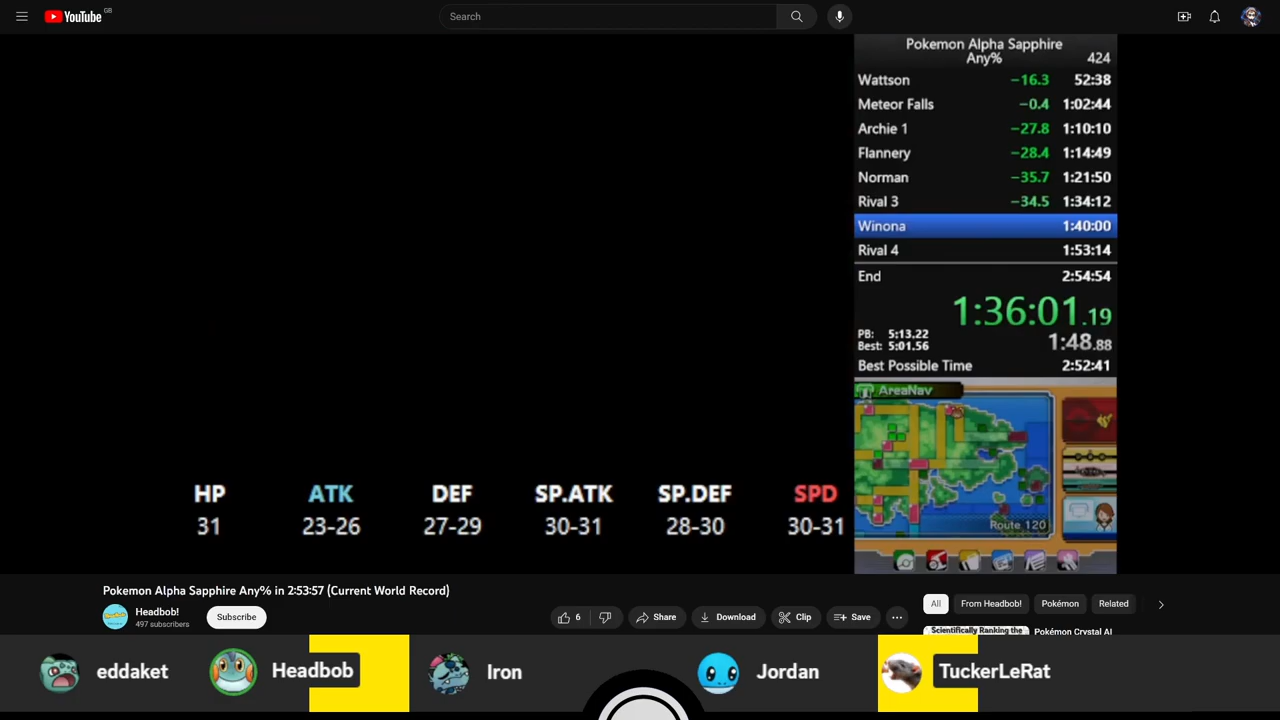 YouTube GB
Search
Pokemon Alpha Sapphire
Any% 424
Wattson −16.3 52:38
Meteor Falls −0.4 1:02:44
Archie 1 −27.8 1:10:10
Flannery −28.4 1:14:49
Norman −35.7 1:21:50
Rival 3 −34.5 1:34:12
Winona 1:40:00
Rival 4 1:53:14
End 2:54:54
1:36:01.19
PB: 5:13.22
Best: 5:01.56
1:48.88
Best Possible Time 2:52:41
AreaNav
Route 120
HP ATK DEF SP.ATK SP.DEF SPD
31 23-26 27-29 30-31 28-30 30-31
Pokemon Alpha Sapphire Any% in 2:53:57 (Current World Record)
Headbob!
497 subscribers
Subscribe
6
Share
Download
Clip
Save
All
From Headbob!
Pokémon
Related
Scientifically Ranking the
Pokémon Crystal AI
eddaket
Headbob
Iron
Jordan
TuckerLeRat